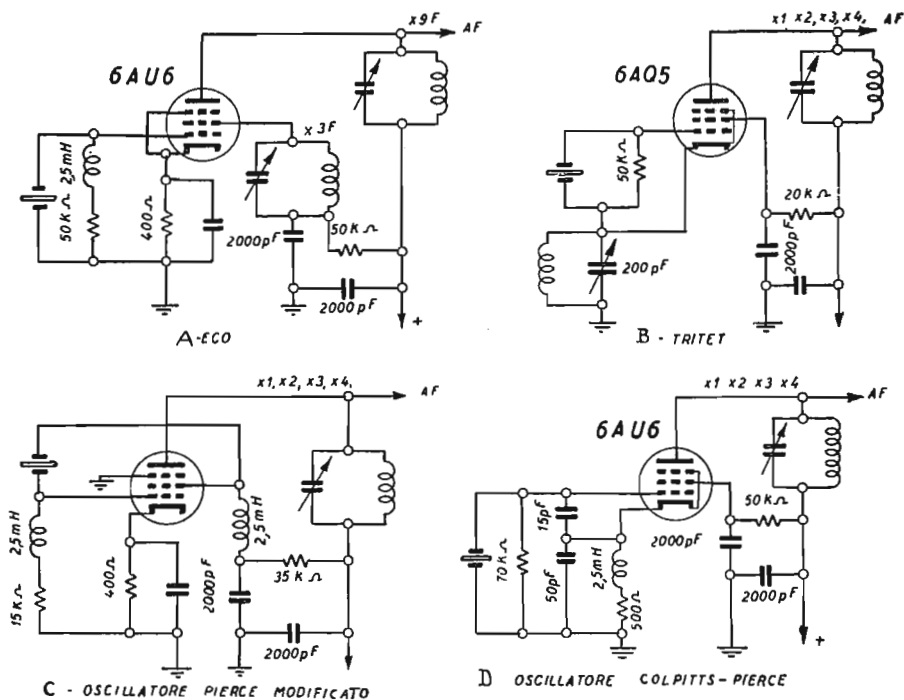 x9F
AF
6AU6
x3F
2,5mH
50KΩ
400Ω
2000pF
50KΩ
2000pF
+
A-ECO
x1 x2, x3, x4,
AF
6AQ5
50KΩ
20KΩ
200pF
2000pF
B - TRITET
x1, x2, x3, x4,
2,5mH
15KΩ
400Ω
2,5mH
2000pF
35KΩ
2000pF
C - OSCILLATORE PIERCE MODIFICATO
x1 x2 x3 x4
AF
6AU6
70KΩ
15pF
50pF
2,5mH
500Ω
2000pF
50KΩ
2000pF
+
D OSCILLATORE COLPITTS-PIERCE